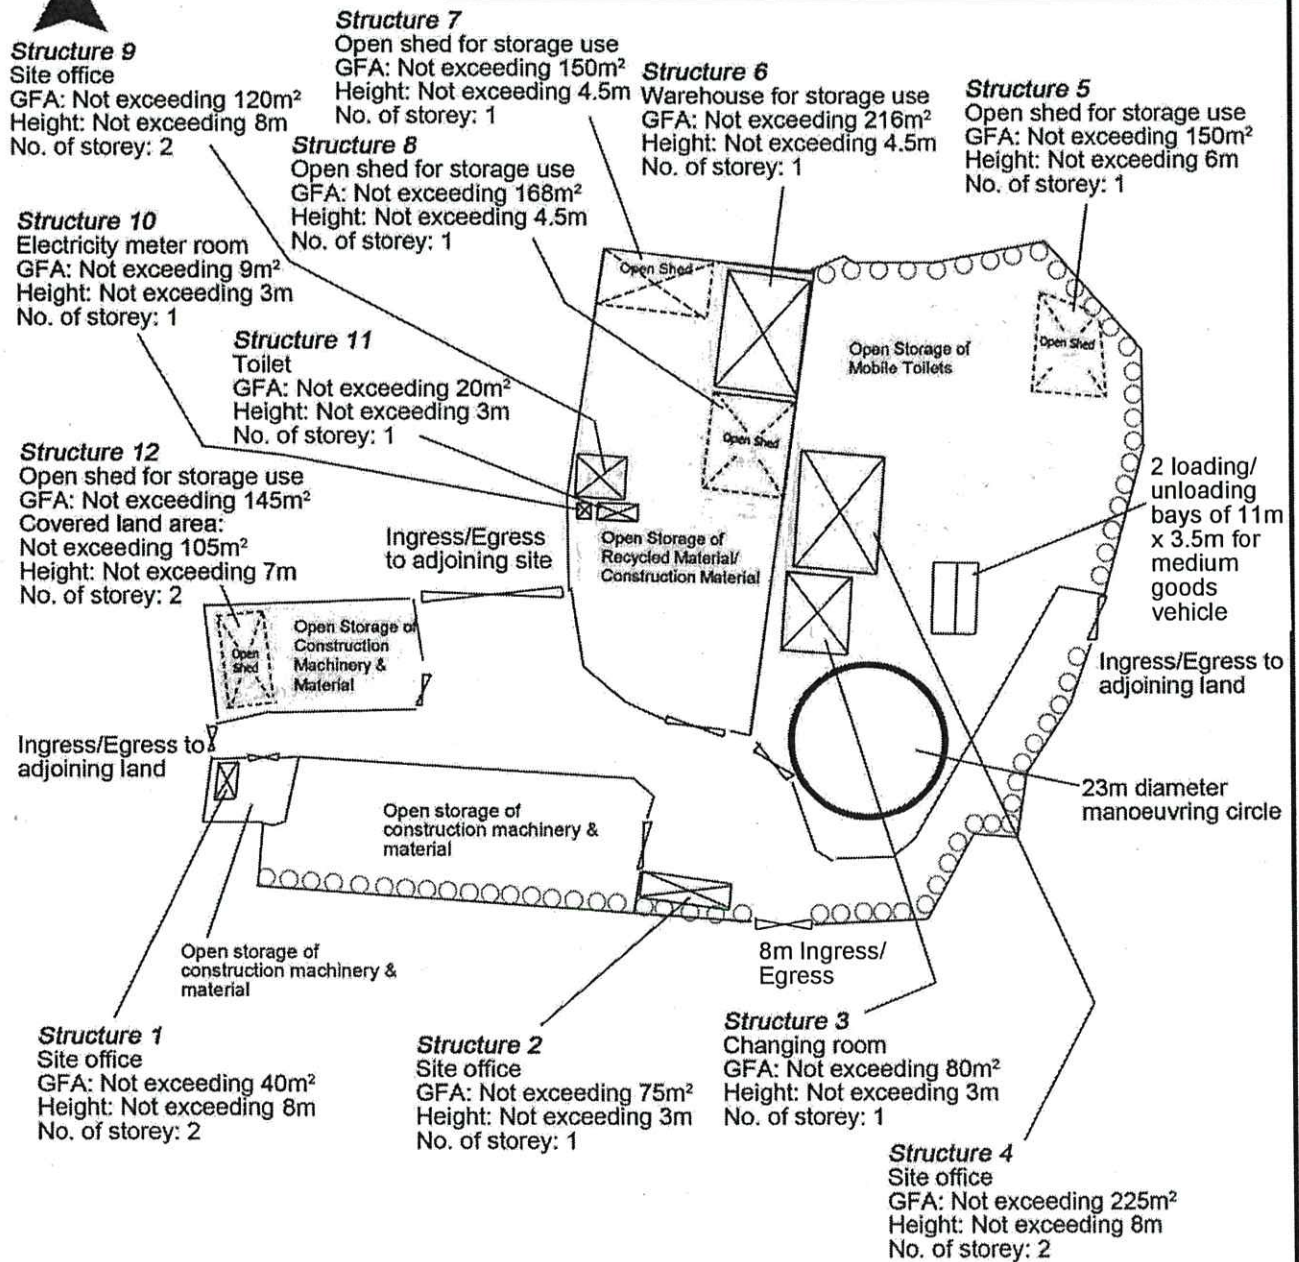 Structure 9
Site office
GFA: Not exceeding 120m²
Height: Not exceeding 8m
No. of storey: 2
Structure 7
Open shed for storage use
GFA: Not exceeding 150m²
Height: Not exceeding 4.5m
No. of storey: 1
Structure 6
Warehouse for storage use
GFA: Not exceeding 216m²
Height: Not exceeding 4.5m
No. of storey: 1
Structure 5
Open shed for storage use
GFA: Not exceeding 150m²
Height: Not exceeding 6m
No. of storey: 1
Structure 8
Open shed for storage use
GFA: Not exceeding 168m²
Height: Not exceeding 4.5m
No. of storey: 1
Structure 10
Electricity meter room
GFA: Not exceeding 9m²
Height: Not exceeding 3m
No. of storey: 1
Structure 11
Toilet
GFA: Not exceeding 20m²
Height: Not exceeding 3m
No. of storey: 1
Structure 12
Open shed for storage use
GFA: Not exceeding 145m²
Covered land area:
Not exceeding 105m²
Height: Not exceeding 7m
No. of storey: 2
Open Shed
Open Storage of
Mobile Toilets
Open Shed
Open Shed
2 loading/
unloading
bays of 11m
x 3.5m for
medium
goods
vehicle
Ingress/Egress
to adjoining site
Open Storage of
Recycled Material/
Construction Material
Open
Shed
Open Storage of
Construction
Machinery &
Material
Ingress/Egress to
adjoining land
Ingress/Egress to
adjoining land
23m diameter
manoeuvring circle
Open storage of
construction machinery &
material
Open storage of
construction machinery &
material
8m Ingress/
Egress
Structure 1
Site office
GFA: Not exceeding 40m²
Height: Not exceeding 8m
No. of storey: 2
Structure 2
Site office
GFA: Not exceeding 75m²
Height: Not exceeding 3m
No. of storey: 1
Structure 3
Changing room
GFA: Not exceeding 80m²
Height: Not exceeding 3m
No. of storey: 1
Structure 4
Site office
GFA: Not exceeding 225m²
Height: Not exceeding 8m
No. of storey: 2